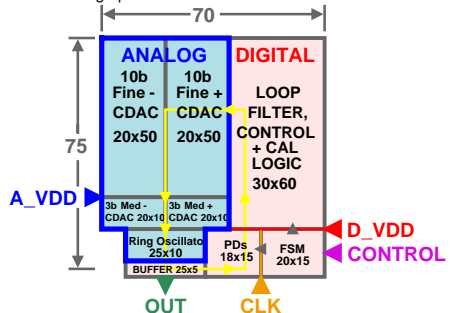 70
ANALOG DIGITAL
75
10b
Fine -
CDAC
20x50
10b
Fine +
CDAC
20x50
LOOP
FILTER,
CONTROL
+ CAL
LOGIC
30x60
A_VDD
3b Med -
CDAC 20x10
3b Med +
CDAC 20x10
Ring Oscillator
25x10
PDs
18x15
FSM
20x15
D_VDD
CONTROL
BUFFER 25x5
OUT
CLK